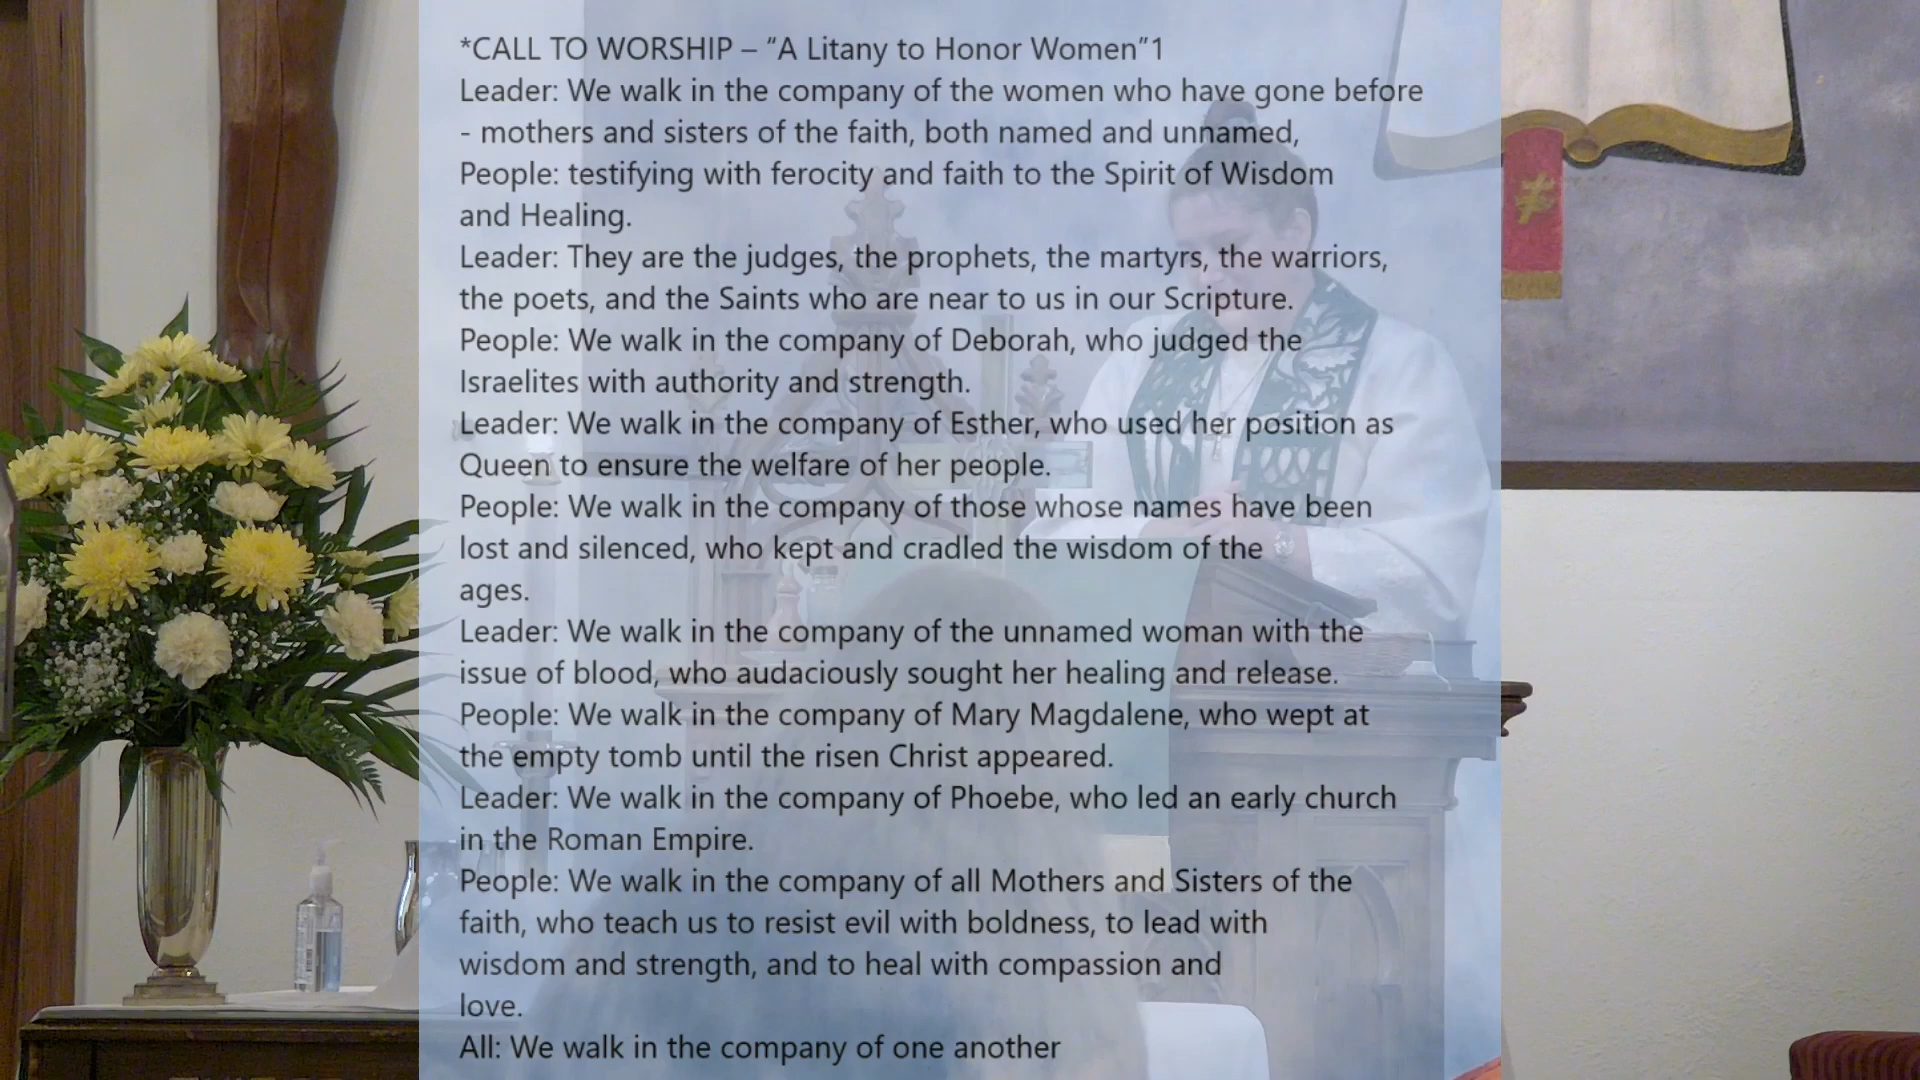 *CALL TO WORSHIP – “A Litany to Honor Women”1
Leader: We walk in the company of the women who have gone before
- mothers and sisters of the faith, both named and unnamed,
People: testifying with ferocity and faith to the Spirit of Wisdom
and Healing.
Leader: They are the judges, the prophets, the martyrs, the warriors,
the poets, and the Saints who are near to us in our Scripture.
People: We walk in the company of Deborah, who judged the
Israelites with authority and strength.
Leader: We walk in the company of Esther, who used her position as
Queen to ensure the welfare of her people.
People: We walk in the company of those whose names have been
lost and silenced, who kept and cradled the wisdom of the
ages.
Leader: We walk in the company of the unnamed woman with the
issue of blood, who audaciously sought her healing and release.
People: We walk in the company of Mary Magdalene, who wept at
the empty tomb until the risen Christ appeared.
Leader: We walk in the company of Phoebe, who led an early church
in the Roman Empire.
People: We walk in the company of all Mothers and Sisters of the
faith, who teach us to resist evil with boldness, to lead with
wisdom and strength, and to heal with compassion and
love.
All: We walk in the company of one another